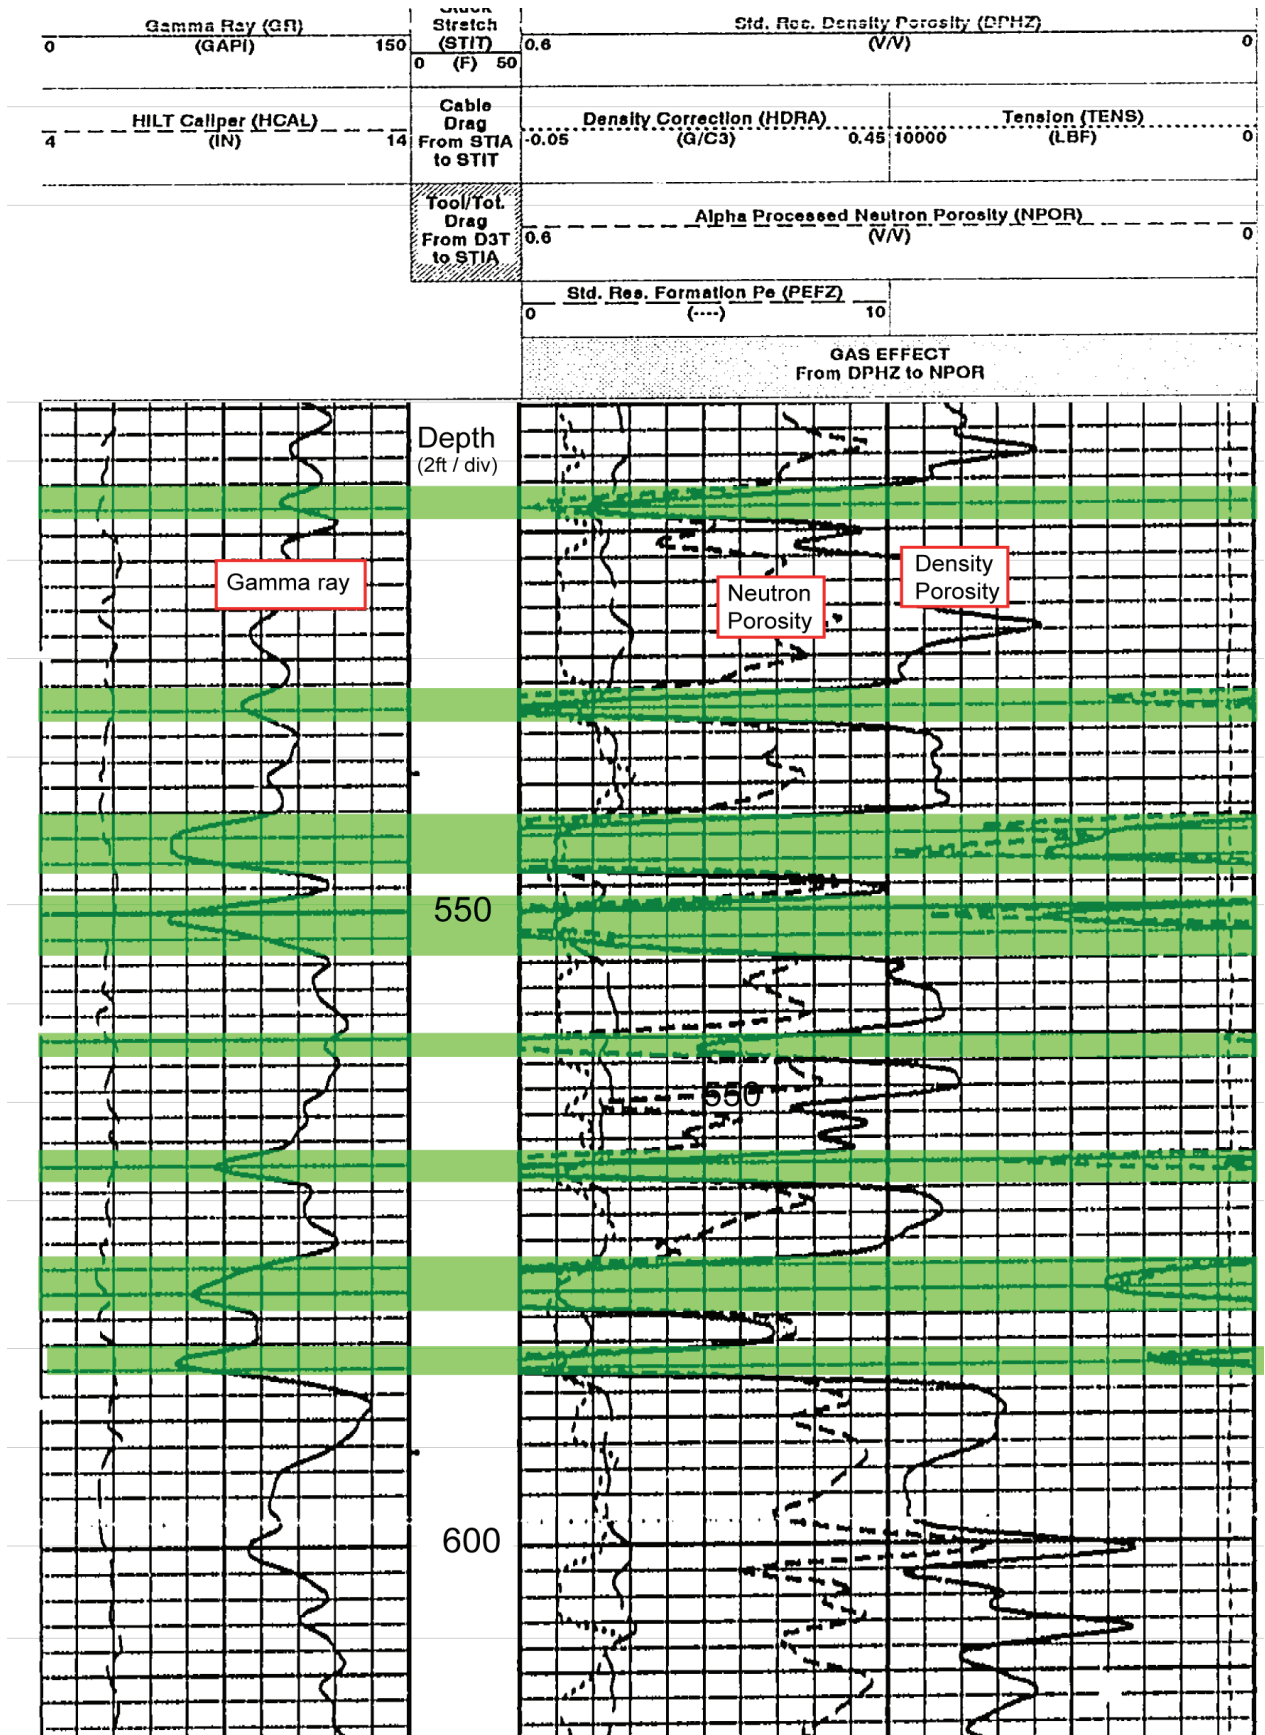 Gamma Ray (GR)
0 (GAPI) 150
Stuck
Stretch
(STIT)
0 (F) 50
Std. Res. Density Porosity (DPHZ)
0.6 (V/V) 0
HILT Caliper (HCAL)
4 (IN) 14
Cable
Drag
From STIA
to STIT
Density Correction (HDRA)
-0.05 (G/C3) 0.45
Tension (TENS)
10000 (LBF) 0
Tool/Tot.
Drag
From D3T
to STIA
Alpha Processed Neutron Porosity (NPOR)
0.6 (V/V) 0
Std. Res. Formation Pe (PEFZ)
0 (----) 10
GAS EFFECT
From DPHZ to NPOR
Depth
(2ft / div)
Gamma ray
Neutron
Porosity
Density
Porosity
550
550
600